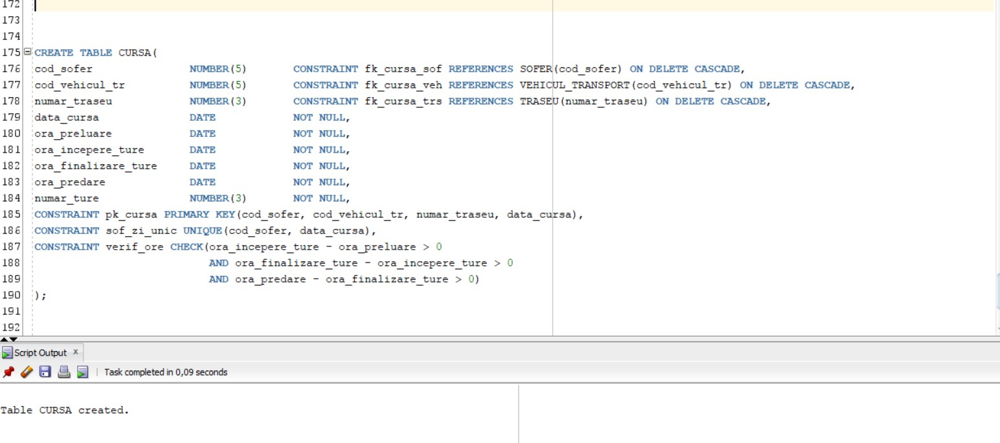 172
173
174
175 CREATE TABLE CURSA(
176 cod_sofer NUMBER(5) CONSTRAINT fk_cursa_sof REFERENCES SOFER(cod_sofer) ON DELETE CASCADE,
177 cod_vehicul_tr NUMBER(5) CONSTRAINT fk_cursa_veh REFERENCES VEHICUL_TRANSPORT(cod_vehicul_tr) ON DELETE CASCADE,
178 numar_traseu NUMBER(3) CONSTRAINT fk_cursa_trs REFERENCES TRASEU(numar_traseu) ON DELETE CASCADE,
179 data_cursa DATE NOT NULL,
180 ora_preluare DATE NOT NULL,
181 ora_incepere_ture DATE NOT NULL,
182 ora_finalizare_ture DATE NOT NULL,
183 ora_predare DATE NOT NULL,
184 numar_ture NUMBER(3) NOT NULL,
185 CONSTRAINT pk_cursa PRIMARY KEY(cod_sofer, cod_vehicul_tr, numar_traseu, data_cursa),
186 CONSTRAINT sof_zi_unic UNIQUE(cod_sofer, data_cursa),
187 CONSTRAINT verif_ore CHECK(ora_incepere_ture - ora_preluare > 0
188 AND ora_finalizare_ture - ora_incepere_ture > 0
189 AND ora_predare - ora_finalizare_ture > 0)
190 );
191
192
Script Output x
Task completed in 0,09 seconds
Table CURSA created.